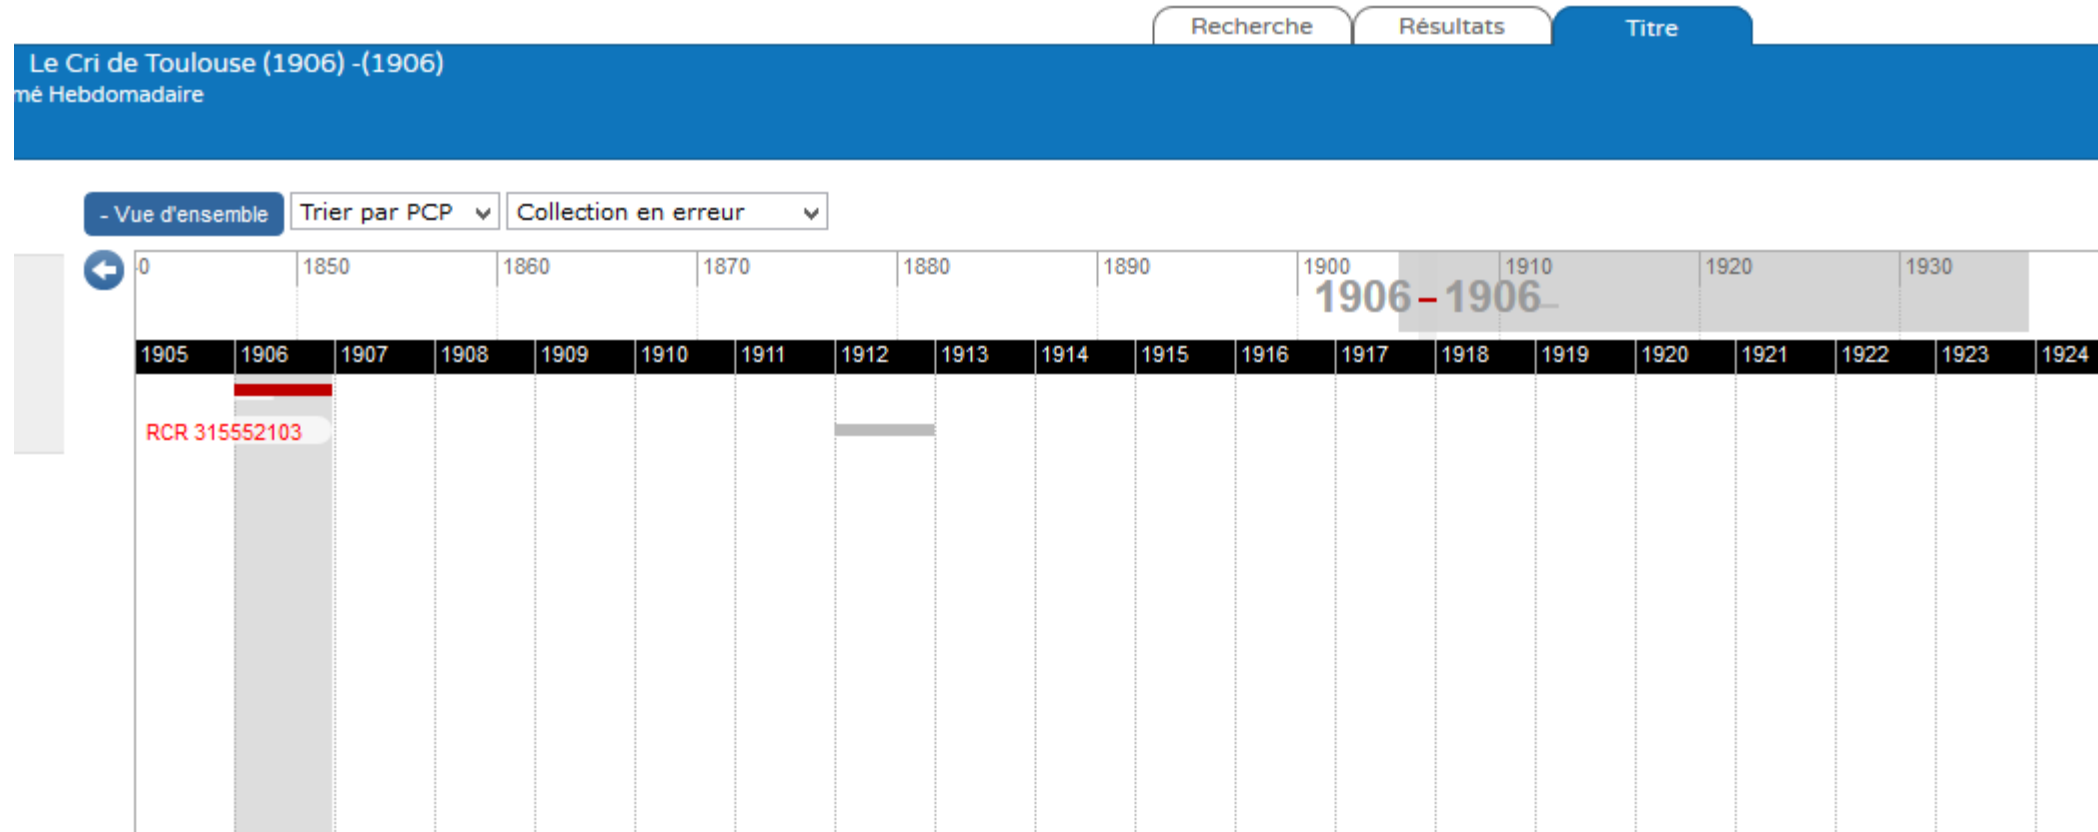 Recherche Résultats Titre
Le Cri de Toulouse (1906) -(1906)
mé Hebdomadaire
- Vue d'ensemble Trier par PCP Collection en erreur
0 1850 1860 1870 1880 1890 1900 1910 1920 1930
1906 - 1906
1905 1906 1907 1908 1909 1910 1911 1912 1913 1914 1915 1916 1917 1918 1919 1920 1921 1922 1923 1924
RCR 315552103